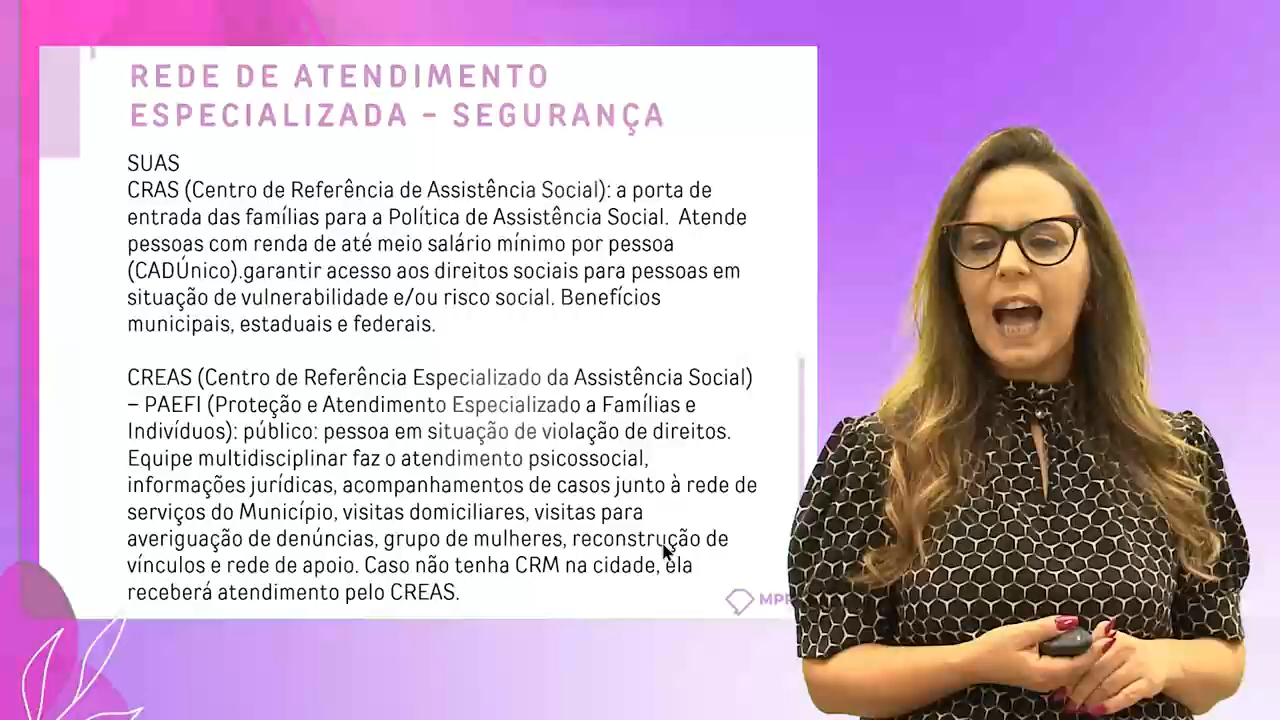 REDE DE ATENDIMENTO
ESPECIALIZADA – SEGURANÇA
SUAS
CRAS (Centro de Referência de Assistência Social): a porta de
entrada das famílias para a Política de Assistência Social. Atende
pessoas com renda de até meio salário mínimo por pessoa
(CADÚnico).garantir acesso aos direitos sociais para pessoas em
situação de vulnerabilidade e/ou risco social. Benefícios
municipais, estaduais e federais.
CREAS (Centro de Referência Especializado da Assistência Social)
– PAEFI (Proteção e Atendimento Especializado a Famílias e
Indivíduos): público: pessoa em situação de violação de direitos.
Equipe multidisciplinar faz o atendimento psicossocial,
informações jurídicas, acompanhamentos de casos junto à rede de
serviços do Município, visitas domiciliares, visitas para
averiguação de denúncias, grupo de mulheres, reconstrução de
vínculos e rede de apoio. Caso não tenha CRM na cidade, ela
receberá atendimento pelo CREAS.